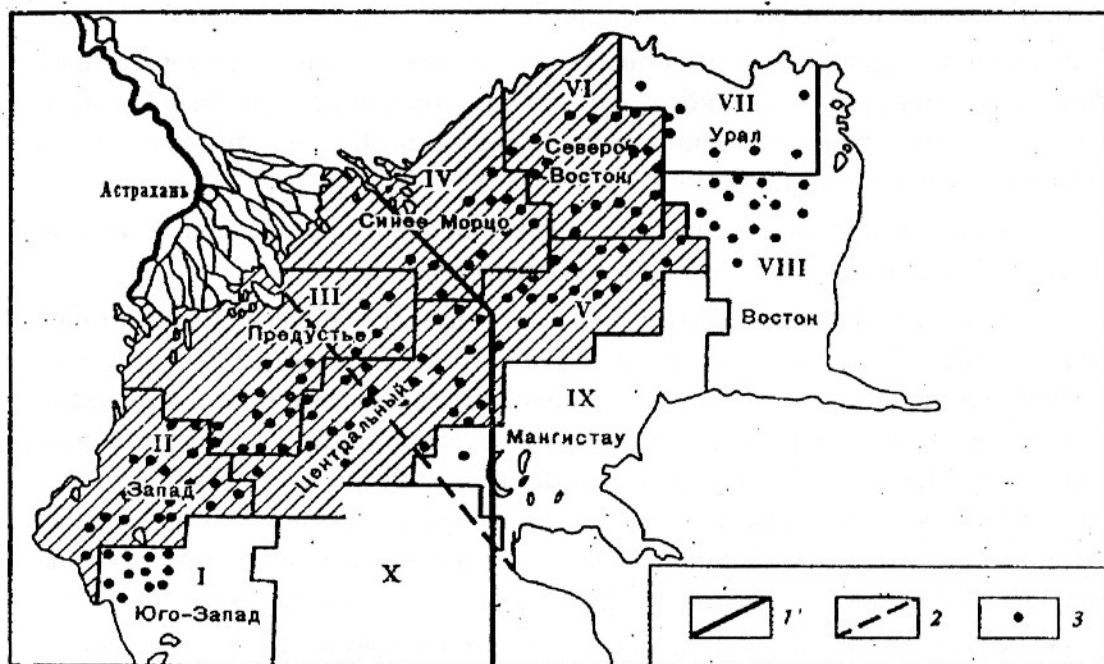 VI
VII
Урал
Северо
Восток
Астрахань
IV
Синее Морцо
VIII
III
V
Предустье
Восток
IX
Мангистау
II
Центральный
Запад
I
X
Юго-Запад
1
2
3